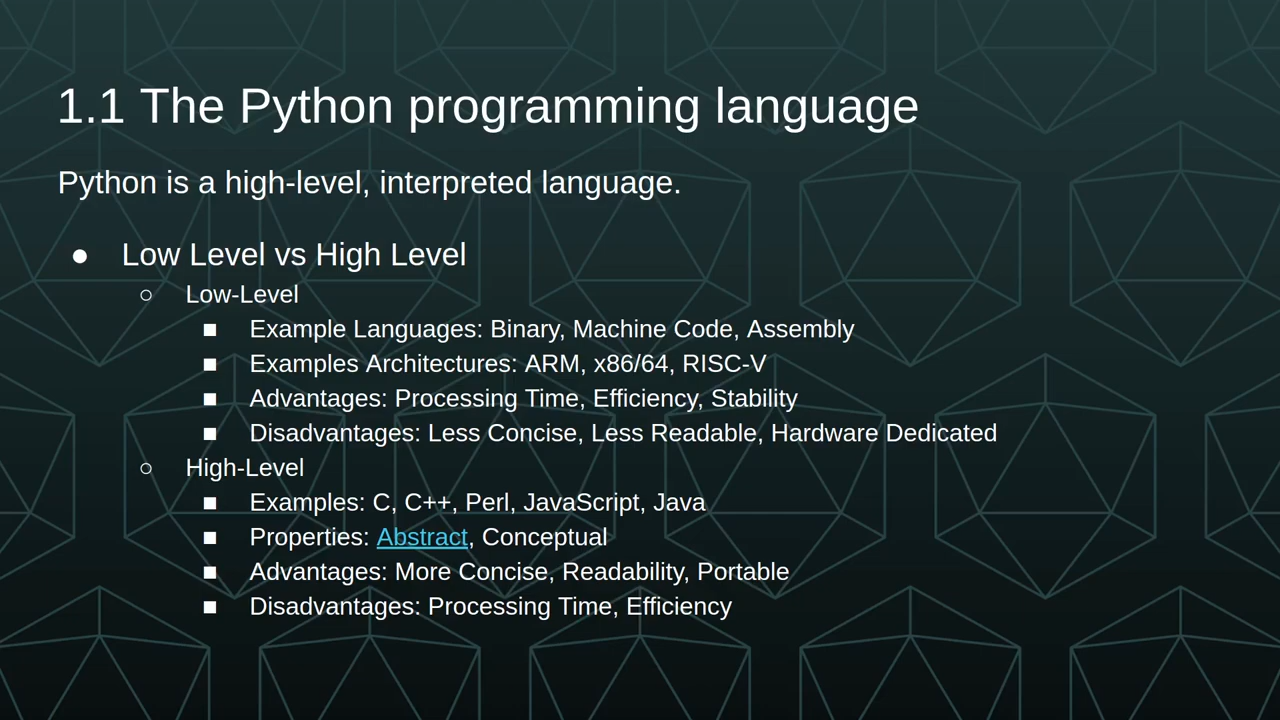 1.1 The Python programming language
Python is a high-level, interpreted language.
● Low Level vs High Level
○ Low-Level
■ Example Languages: Binary, Machine Code, Assembly
■ Examples Architectures: ARM, x86/64, RISC-V
■ Advantages: Processing Time, Efficiency, Stability
■ Disadvantages: Less Concise, Less Readable, Hardware Dedicated
○ High-Level
■ Examples: C, C++, Perl, JavaScript, Java
■ Properties: Abstract, Conceptual
■ Advantages: More Concise, Readability, Portable
■ Disadvantages: Processing Time, Efficiency